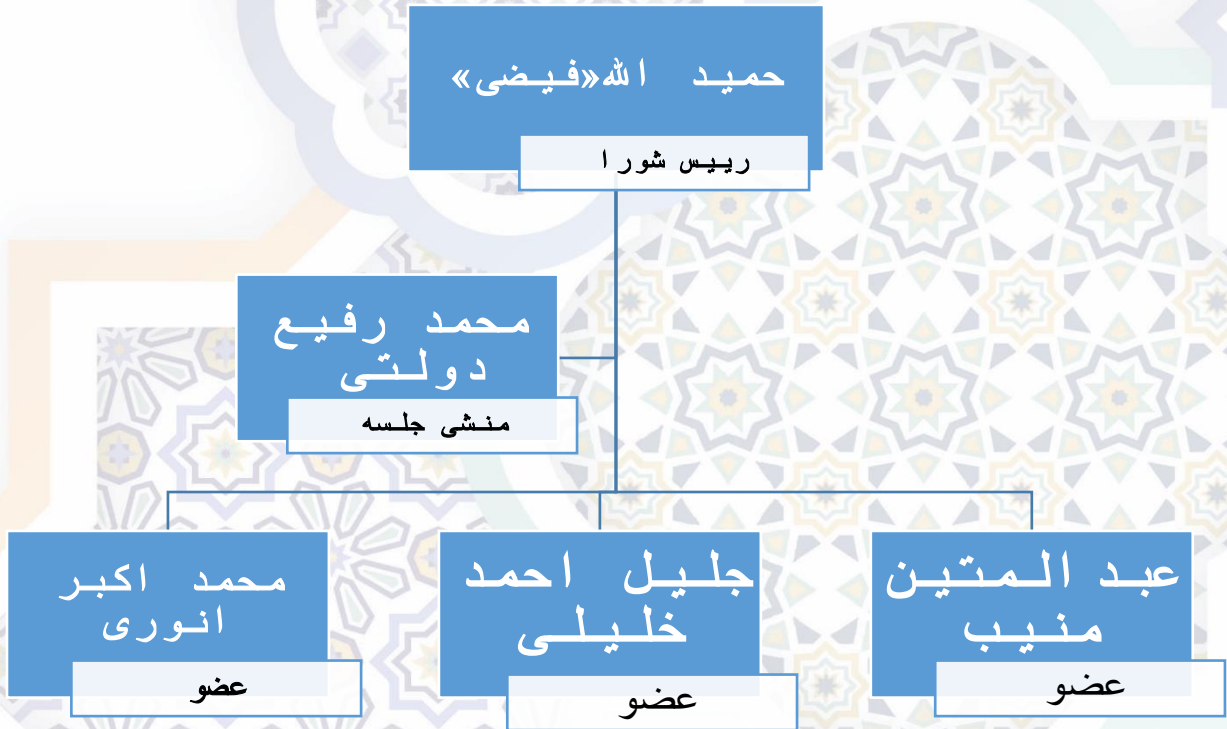 حمید الله«فیضی»
رییس شورا
محمد رفیع
دولتی
منشی جلسه
عبد المتین
منیب
عضو
جلیل احمد
خلیلی
عضو
محمد اکبر
انوری
عضو